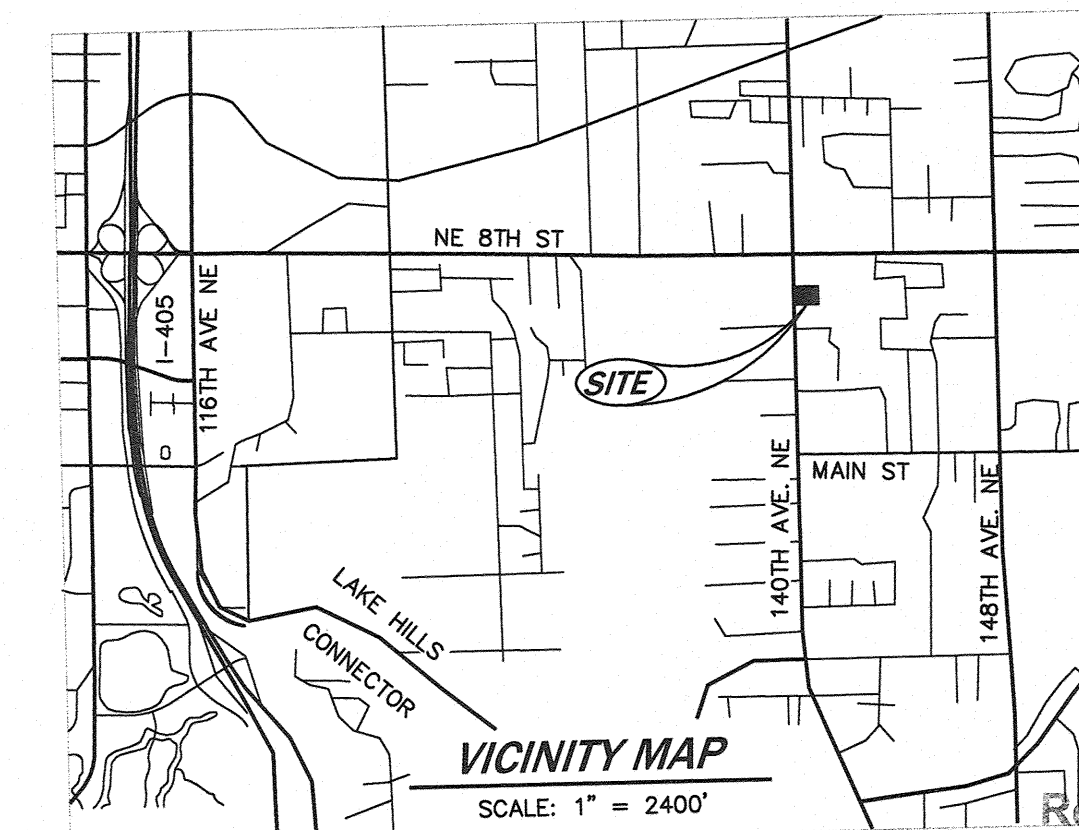 NE 8TH ST
116TH AVE NE
I-405
SITE
140TH AVE. NE
MAIN ST
148TH AVE. NE
LAKE HILLS
CONNECTOR
VICINITY MAP
SCALE: 1" = 2400'